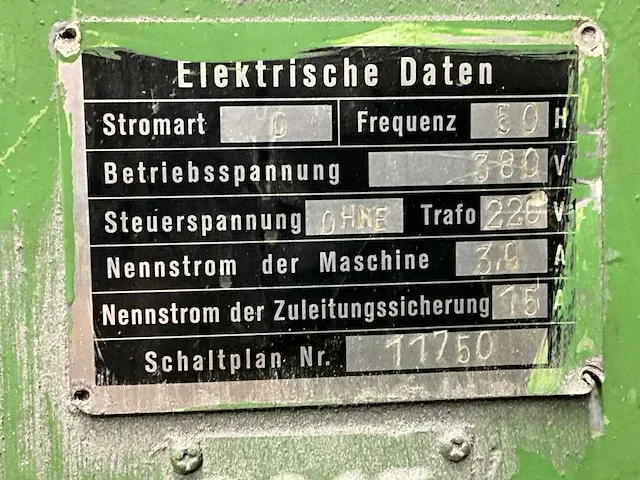 Elektrische Daten
Stromart D Frequenz 50 H
Betriebsspannung 380 V
Steuerspannung OHNE Trafo 220 V
Nennstrom der Maschine 3,9 A
Nennstrom der Zuleitungssicherung 15 A
Schaltplan Nr. 11750